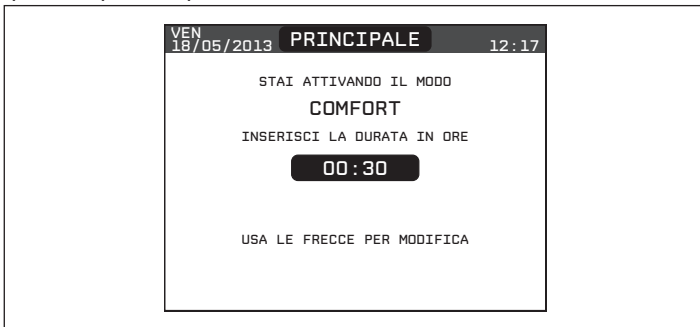 VEN
18/05/2013 PRINCIPALE 12:17
STAI ATTIVANDO IL MODO
COMFORT
INSERISCI LA DURATA IN ORE
00:30
USA LE FRECCE PER MODIFICA